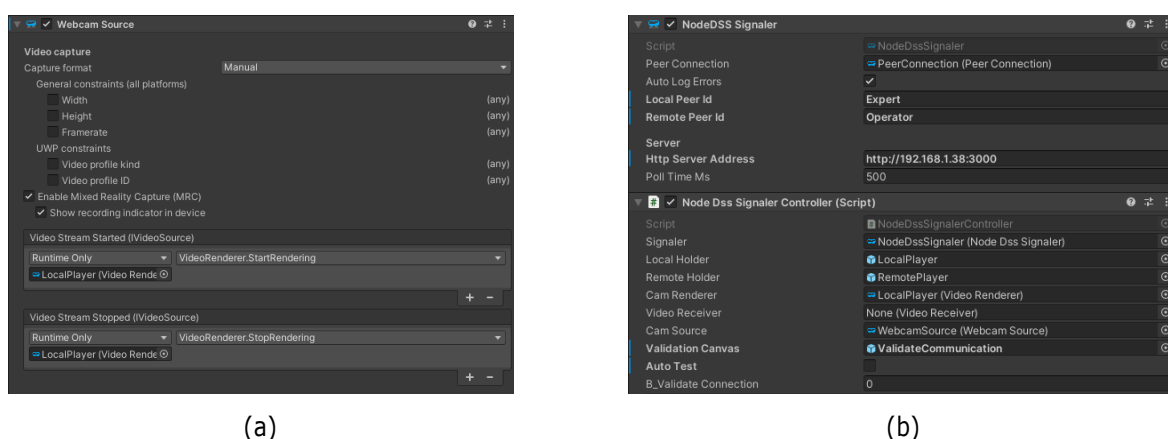 Webcam Source
Video capture
Capture format Manual
General constraints (all platforms)
Width (any)
Height (any)
Framerate (any)
UWP constraints
Video profile kind (any)
Video profile ID (any)
Enable Mixed Reality Capture (MRC)
Show recording indicator in device
Video Stream Started (IVideoSource)
Runtime Only VideoRenderer.StartRendering
LocalPlayer (Video Rende
+ -
Video Stream Stopped (IVideoSource)
Runtime Only VideoRenderer.StopRendering
LocalPlayer (Video Rende
+ -
(a)
NodeDSS Signaler
Script NodeDssSignaler
Peer Connection PeerConnection (Peer Connection)
Auto Log Errors
Local Peer Id Expert
Remote Peer Id Operator
Server
Http Server Address http://192.168.1.38:3000
Poll Time Ms 500
# Node Dss Signaler Controller (Script)
Script NodeDssSignalerController
Signaler NodeDssSignaler (Node Dss Signaler)
Local Holder LocalPlayer
Remote Holder RemotePlayer
Cam Renderer LocalPlayer (Video Renderer)
Video Receiver None (Video Receiver)
Cam Source WebcamSource (Webcam Source)
Validation Canvas ValidateCommunication
Auto Test
B_Validate Connection 0
(b)